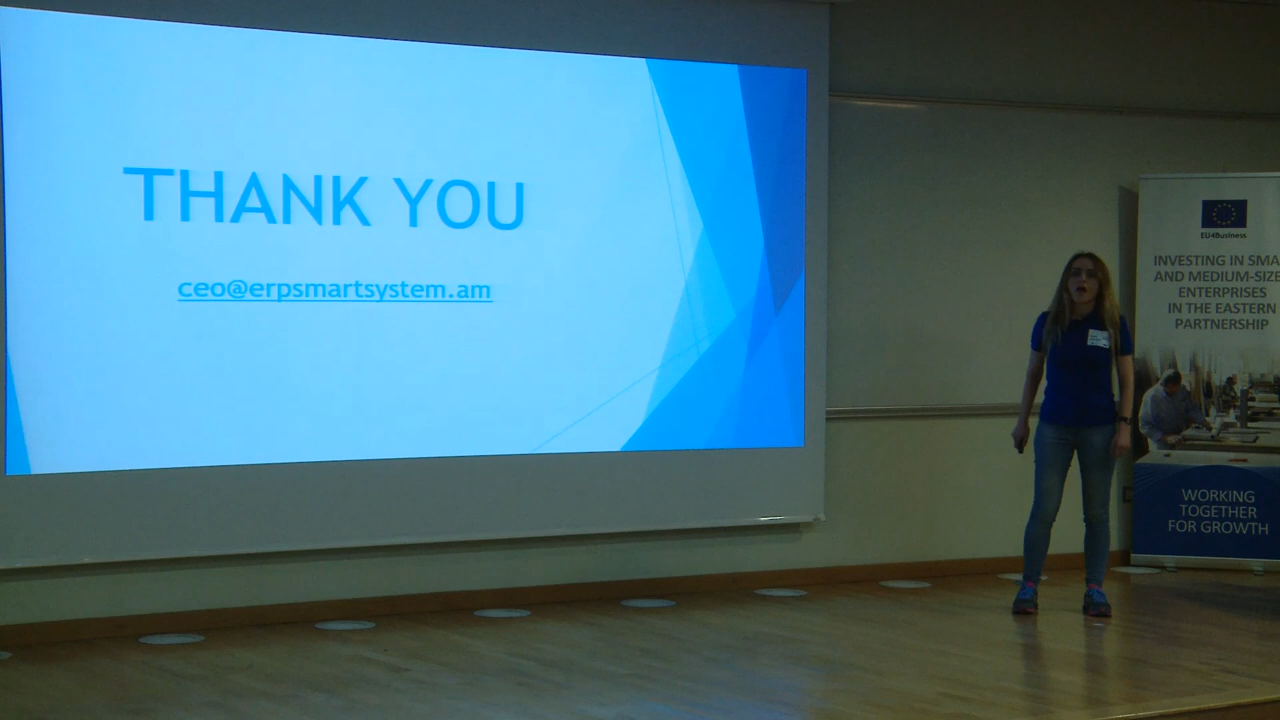 THANK YOU
ceo@erpsmartsystem.am
EU4Business
INVESTING IN SMA
AND MEDIUM-SIZE
ENTERPRISES
IN THE EASTERN
PARTNERSHIP
WORKING
TOGETHER
FOR GROWTH